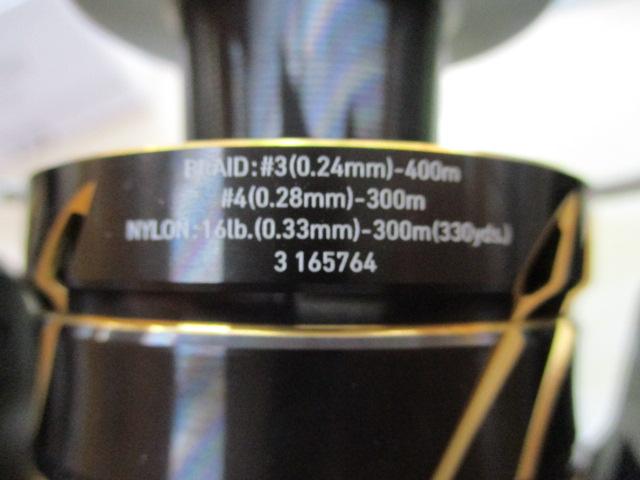 BRAID:#3(0.24mm)-400m
#4(0.28mm)-300m
NYLON:16lb.(0.33mm)-300m(330yds.)
3 165764